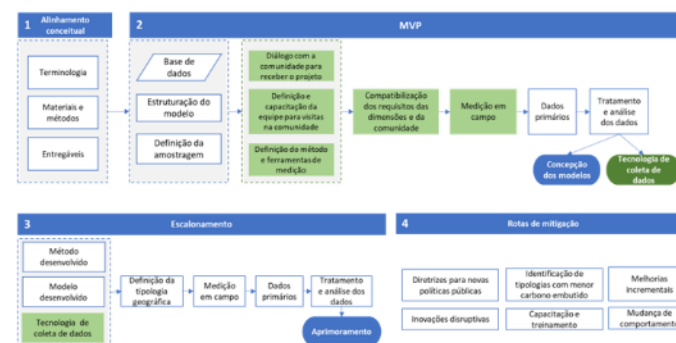 1 Alinhamento
conceitual
2 MVP
Terminologia
Materiais e
métodos
Entregáveis
Base de
dados
Estruturação do
modelo
Definição da
amostragem
Diálogo com a
comunidade para
receber o projeto
Definição e
capacitação da
equipe para visitas
na comunidade
Definição do método
e ferramentas de
medição
Compatibilização
dos requisitos das
dimensões e da
comunidade
Medição em
campo
Dados
primários
Tratamento
e análise
dos dados
Concepção
dos modelos
Tecnologia de
coleta de
dados
3 Escalonamento
Método
desenvolvido
Modelo
desenvolvido
Tecnologia de
coleta de dados
Definição da
tipologia
geográfica
Medição
em campo
Dados
primários
Tratamento
e análise dos
dados
Aprimoramento
4 Rotas de mitigação
Diretrizes para novas
políticas públicas
Identificação de
tipologias com menor
carbono embutido
Melhorias
incrementais
Inovações disruptivas
Capacitação e
treinamento
Mudança de
comportamento